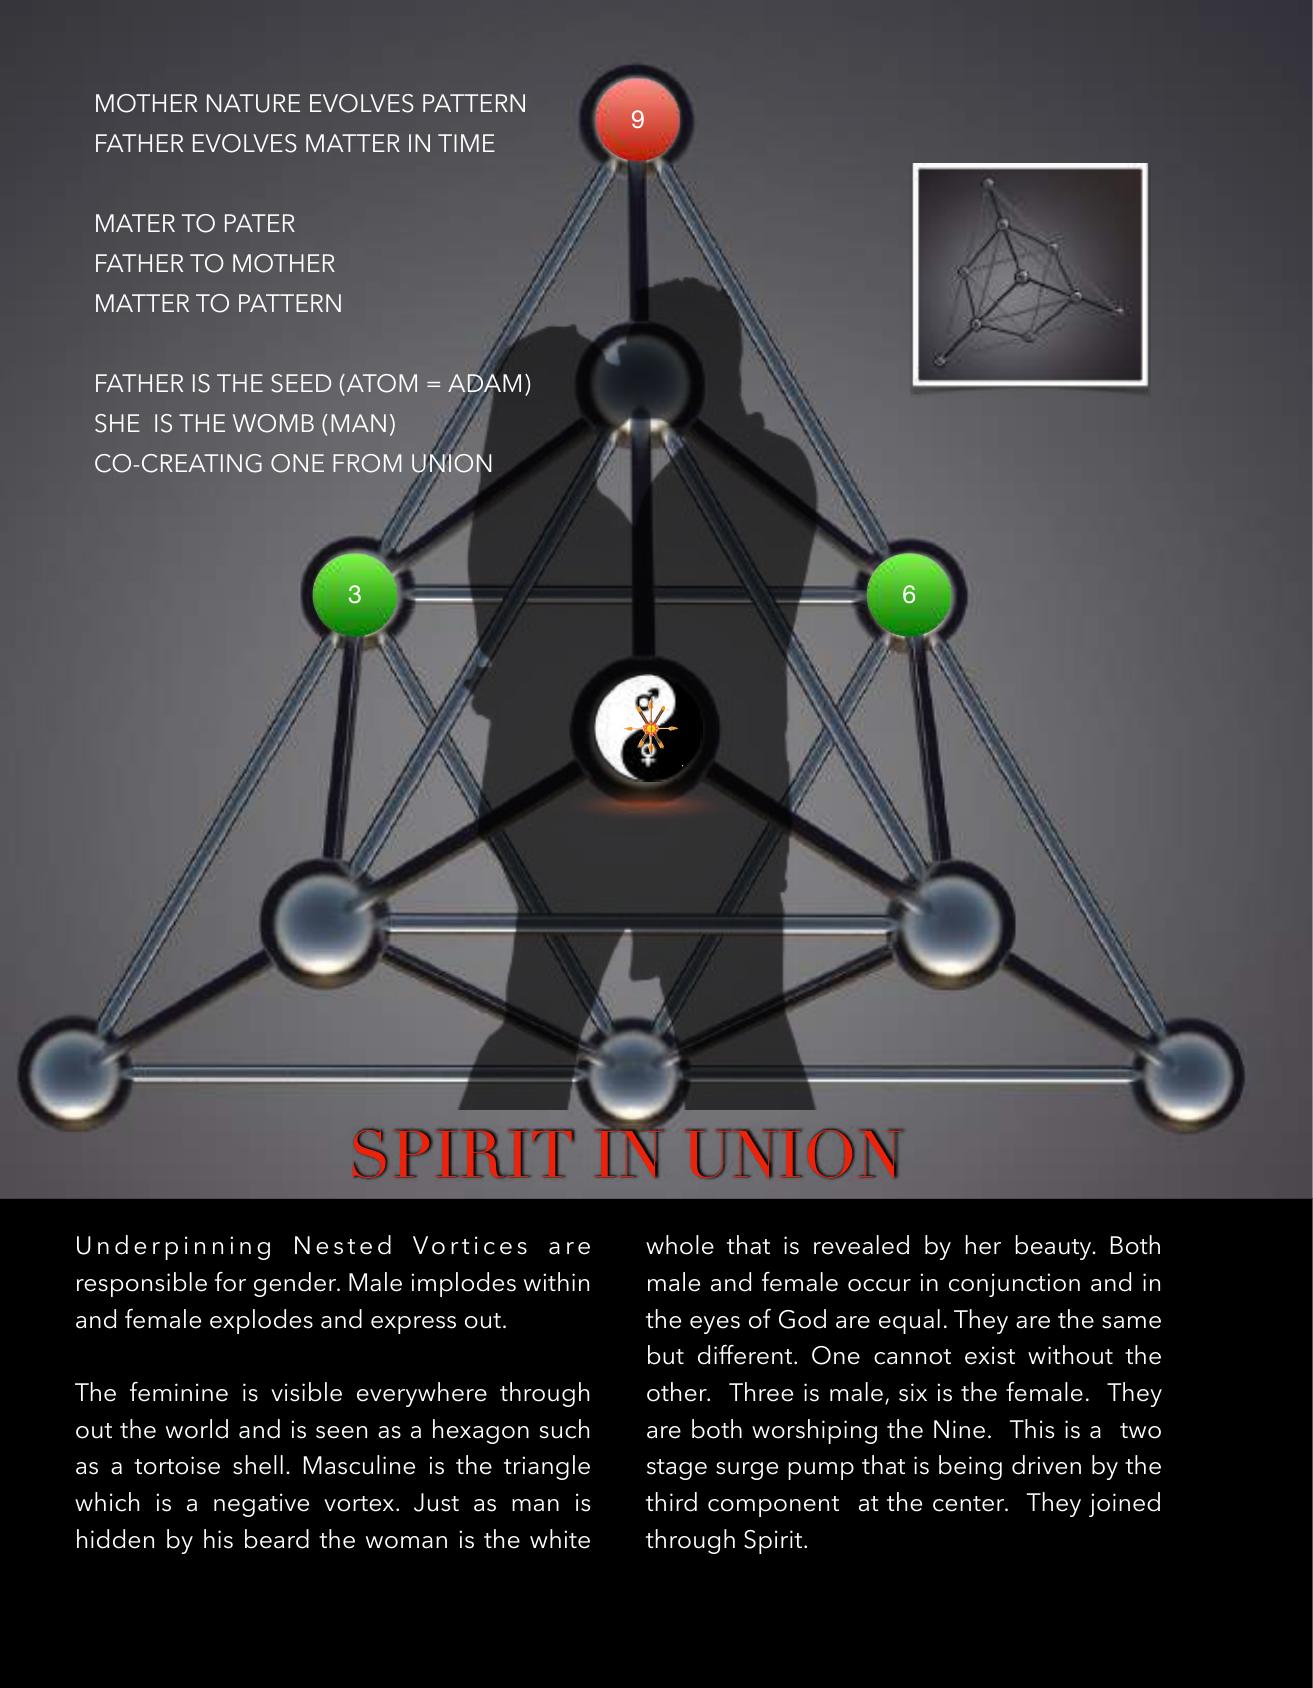 MOTHER NATURE EVOLVES PATTERN
FATHER EVOLVES MATTER IN TIME
MATER TO PATER
FATHER TO MOTHER
MATTER TO PATTERN
FATHER IS THE SEED (ATOM = ADAM)
SHE  IS THE WOMB (MAN)
CO-CREATING ONE FROM UNION
9
3
6
SPIRIT IN UNION
Underpinning Nested Vortices are
responsible for gender. Male implodes within
and female explodes and express out.
The feminine is visible everywhere through
out the world and is seen as a hexagon such
as a tortoise shell. Masculine is the triangle
which is a negative vortex. Just as man is
hidden by his beard the woman is the white
whole that is revealed by her beauty. Both
male and female occur in conjunction and in
the eyes of God are equal. They are the same
but different. One cannot exist without the
other.  Three is male, six is the female.  They
are both worshiping the Nine.  This is a  two
stage surge pump that is being driven by the
third component  at the center.  They joined
through Spirit.